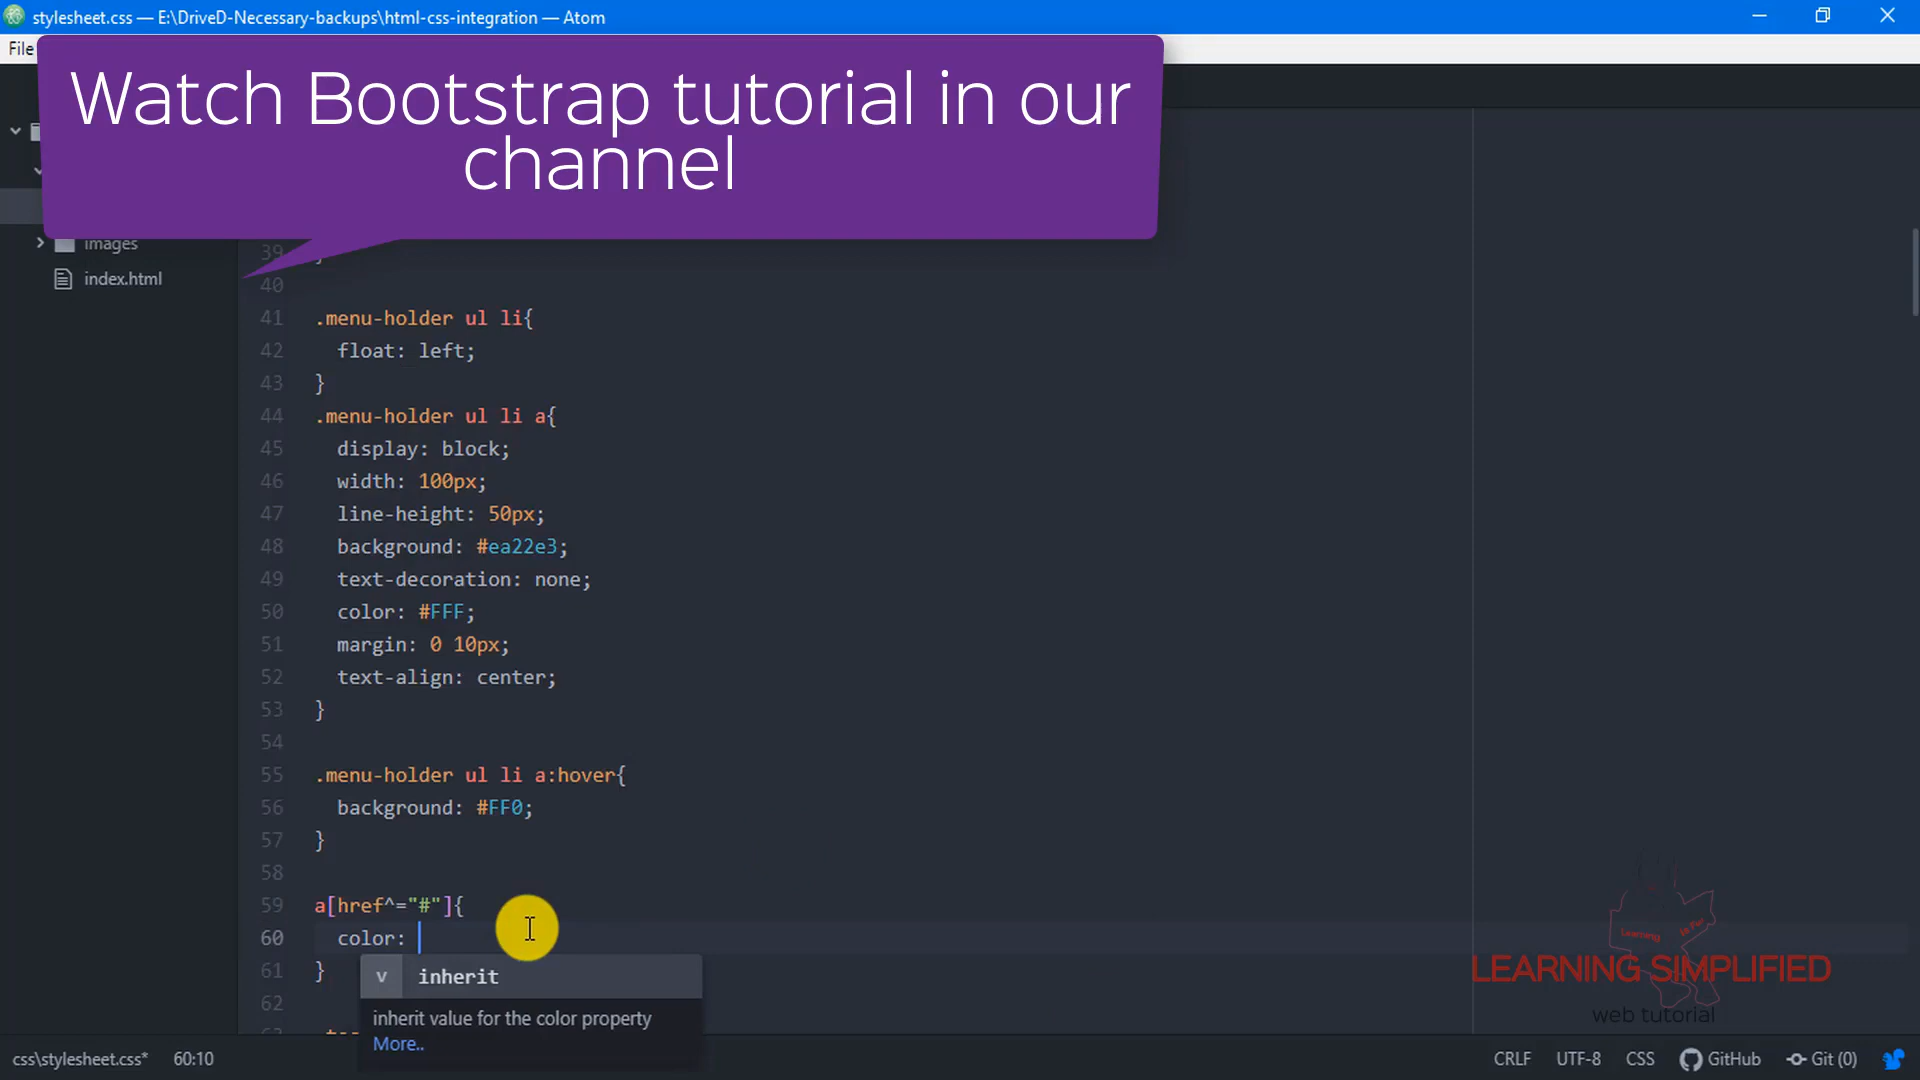 stylesheet.css — E:\DriveD-Necessary-backups\html-css-integration — Atom
File
Watch Bootstrap tutorial in our
channel
images
index.html
39 }
40
41 .menu-holder ul li{
42 float: left;
43 }
44 .menu-holder ul li a{
45 display: block;
46 width: 100px;
47 line-height: 50px;
48 background: #ea22e3;
49 text-decoration: none;
50 color: #FFF;
51 margin: 0 10px;
52 text-align: center;
53 }
54
55 .menu-holder ul li a:hover{
56 background: #FF0;
57 }
58
59 a[href^="#"]{
60 color:
61 }
62
v inherit
inherit value for the color property
More..
Learning Is For
LEARNING SIMPLIFIED
web tutorial
css\stylesheet.css* 60:10 CRLF UTF-8 CSS GitHub Git (0)